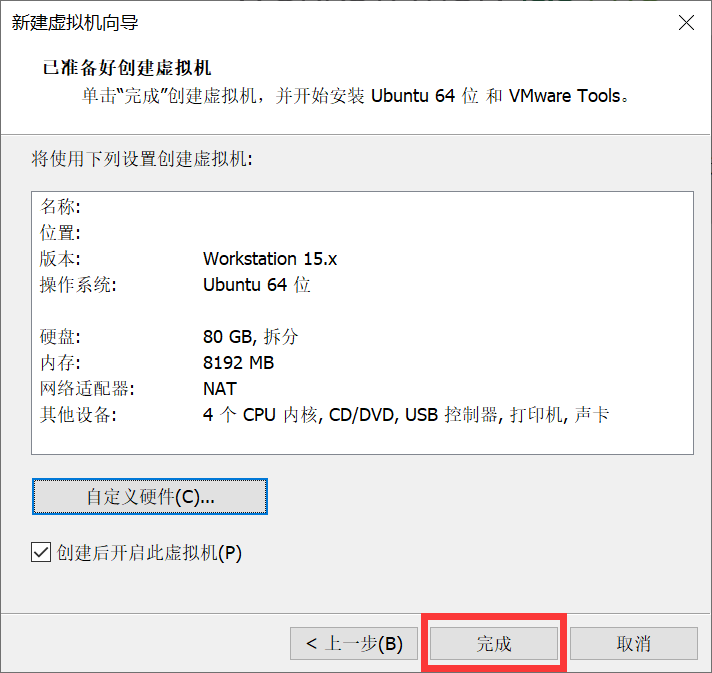 新建虚拟机向导
已准备好创建虚拟机
单击“完成”创建虚拟机，并开始安装 Ubuntu 64 位 和 VMware Tools。
将使用下列设置创建虚拟机:
名称:
位置:
版本: Workstation 15.x
操作系统: Ubuntu 64 位
硬盘: 80 GB, 拆分
内存: 8192 MB
网络适配器: NAT
其他设备: 4 个 CPU 内核, CD/DVD, USB 控制器, 打印机, 声卡
自定义硬件(C)...
创建后开启此虚拟机(P)
< 上一步(B) 完成 取消